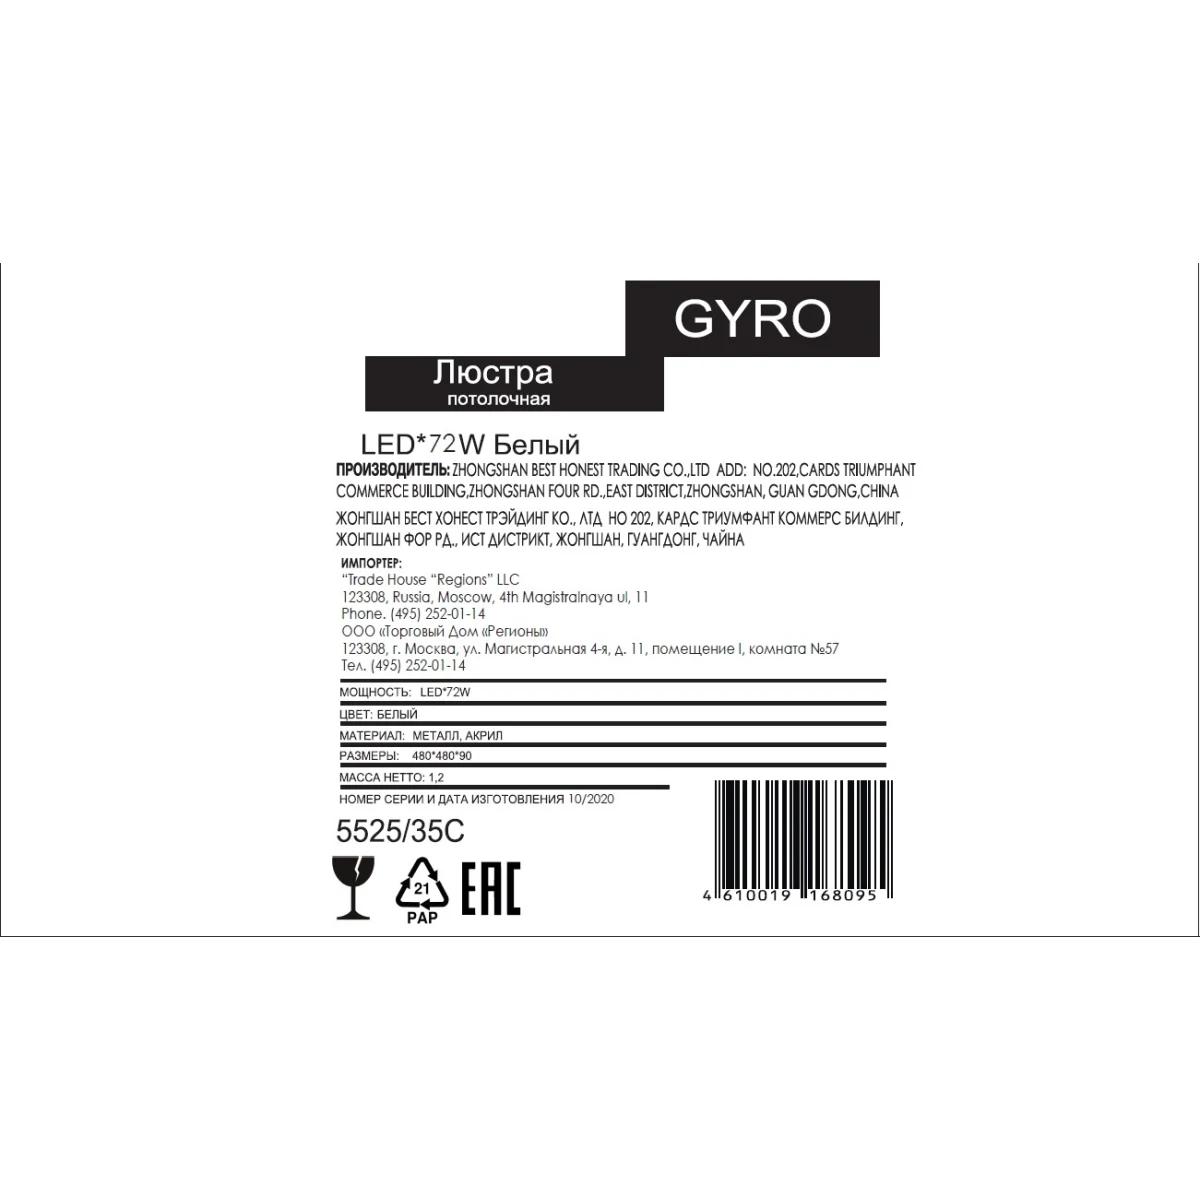 GYRO
Люстра
потолочная
LED*72W Белый
ПРОИЗВОДИТЕЛЬ: ZHONGSHAN BEST HONEST TRADING CO.,LTD ADD: NO.202,CARDS TRIUMPHANT
COMMERCE BUILDING,ZHONGSHAN FOUR RD.,EAST DISTRICT,ZHONGSHAN, GUAN GDONG,CHINA
ЖОНГШАН БЕСТ ХОНЕСТ ТРЭЙДИНГ КО., ЛТД НО 202, КАРДС ТРИУМФАНТ КОММЕРС БИЛДИНГ,
ЖОНГШАН ФОР РД., ИСТ ДИСТРИКТ, ЖОНГШАН, ГУАНГДОНГ, ЧАЙНА
ИМПОРТЕР:
"Trade House "Regions" LLC
123308, Russia, Moscow, 4th Magistralnaya ul, 11
Phone. (495) 252-01-14
ООО «Торговый Дом «Регионы»
123308, г. Москва, ул. Магистральная 4-я, д. 11, помещение I, комната №57
Тел. (495) 252-01-14
МОЩНОСТЬ: LED*72W
ЦВЕТ: БЕЛЫЙ
МАТЕРИАЛ: МЕТАЛЛ, АКРИЛ
РАЗМЕРЫ: 480*480*90
МАССА НЕТТО: 1,2
НОМЕР СЕРИИ И ДАТА ИЗГОТОВЛЕНИЯ 10/2020
5525/35C
21
PAP
EAC
4 610019 168095